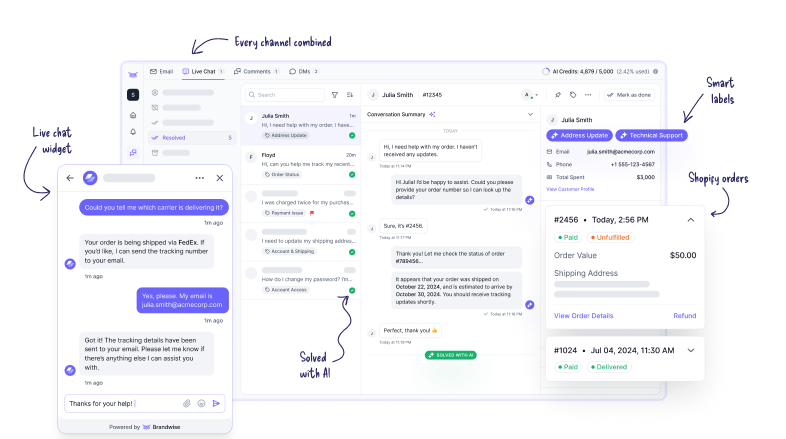 Every channel combined
Email
Live Chat 1
Comments 1
DMs 2
AI Credits: 4,879 / 5,000 (2.42% used)
Smart
labels
Live chat
widget
Shopipy orders
Solved
with AI
S
Resolved 5
Search
J
Julia Smith 1m
Hi, I need help with my order. I have...
Address Update
F
Floyd 20m
Hi, can you help me track my recent...
Order Status
I was charged twice for my purchas...
Payment Issue
I need to update my shipping addres...
Account & Shipping
How do I change my password? I'm...
Account Access
J Julia Smith #12345
A
Mark as done
Conversation Summary
TODAY
Hi, I need help with my order. I haven't
received any updates.
J
Today at 11:14 PM
Hi Julia! I'd be happy to assist. Could you please
provide your order number so I can look up the
details?
Today at 11:16 PM
Sure, it's #2456.
J
Today at 11:17 PM
Thank you! Let me check the status of order
#789456...
It appears that your order was shipped on
October 22, 2024, and is estimated to arrive by
October 30, 2024. You should receive tracking
updates shortly.
Today at 11:18 PM
Perfect, thank you! 👍
J
Today at 11:19 PM
SOLVED WITH AI
J Julia Smith
Address Update
Technical Support
Email julia.smith@acmecorp.com
Phone +1 555-123-4567
Total Spent $3,000
View Customer Profile
#2456 • Today, 2:56 PM
Paid
Unfulfilled
Order Value $50.00
Shipping Address
View Order Details Refund
#1024 • Jul 04, 2024, 11:30 AM
Paid
Delivered
Could you tell me which carrier is delivering it?
1m ago
Your order is being shipped via FedEx. If
you'd like, I can send the tracking number
to your email.
1m ago
Yes, please. My email is
julia.smith@acmecorp.com
1m ago
Got it! The tracking details have been
sent to your email. Please let me know if
there's anything else I can assist you
with.
1m ago
Thanks for your help!
Powered by Brandwise